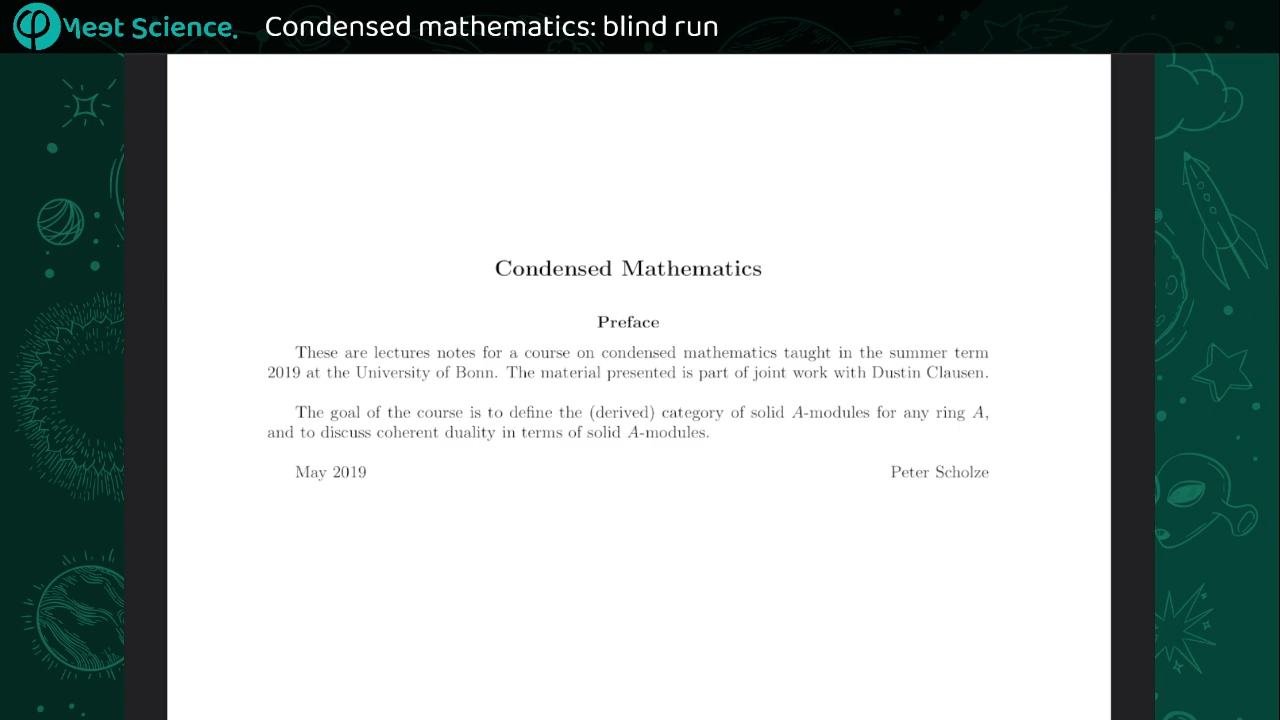 Meet Science.
Condensed mathematics: blind run
Condensed Mathematics
Preface
These are lectures notes for a course on condensed mathematics taught in the summer term
2019 at the University of Bonn. The material presented is part of joint work with Dustin Clausen.
The goal of the course is to define the (derived) category of solid A-modules for any ring A,
and to discuss coherent duality in terms of solid A-modules.
May 2019 Peter Scholze